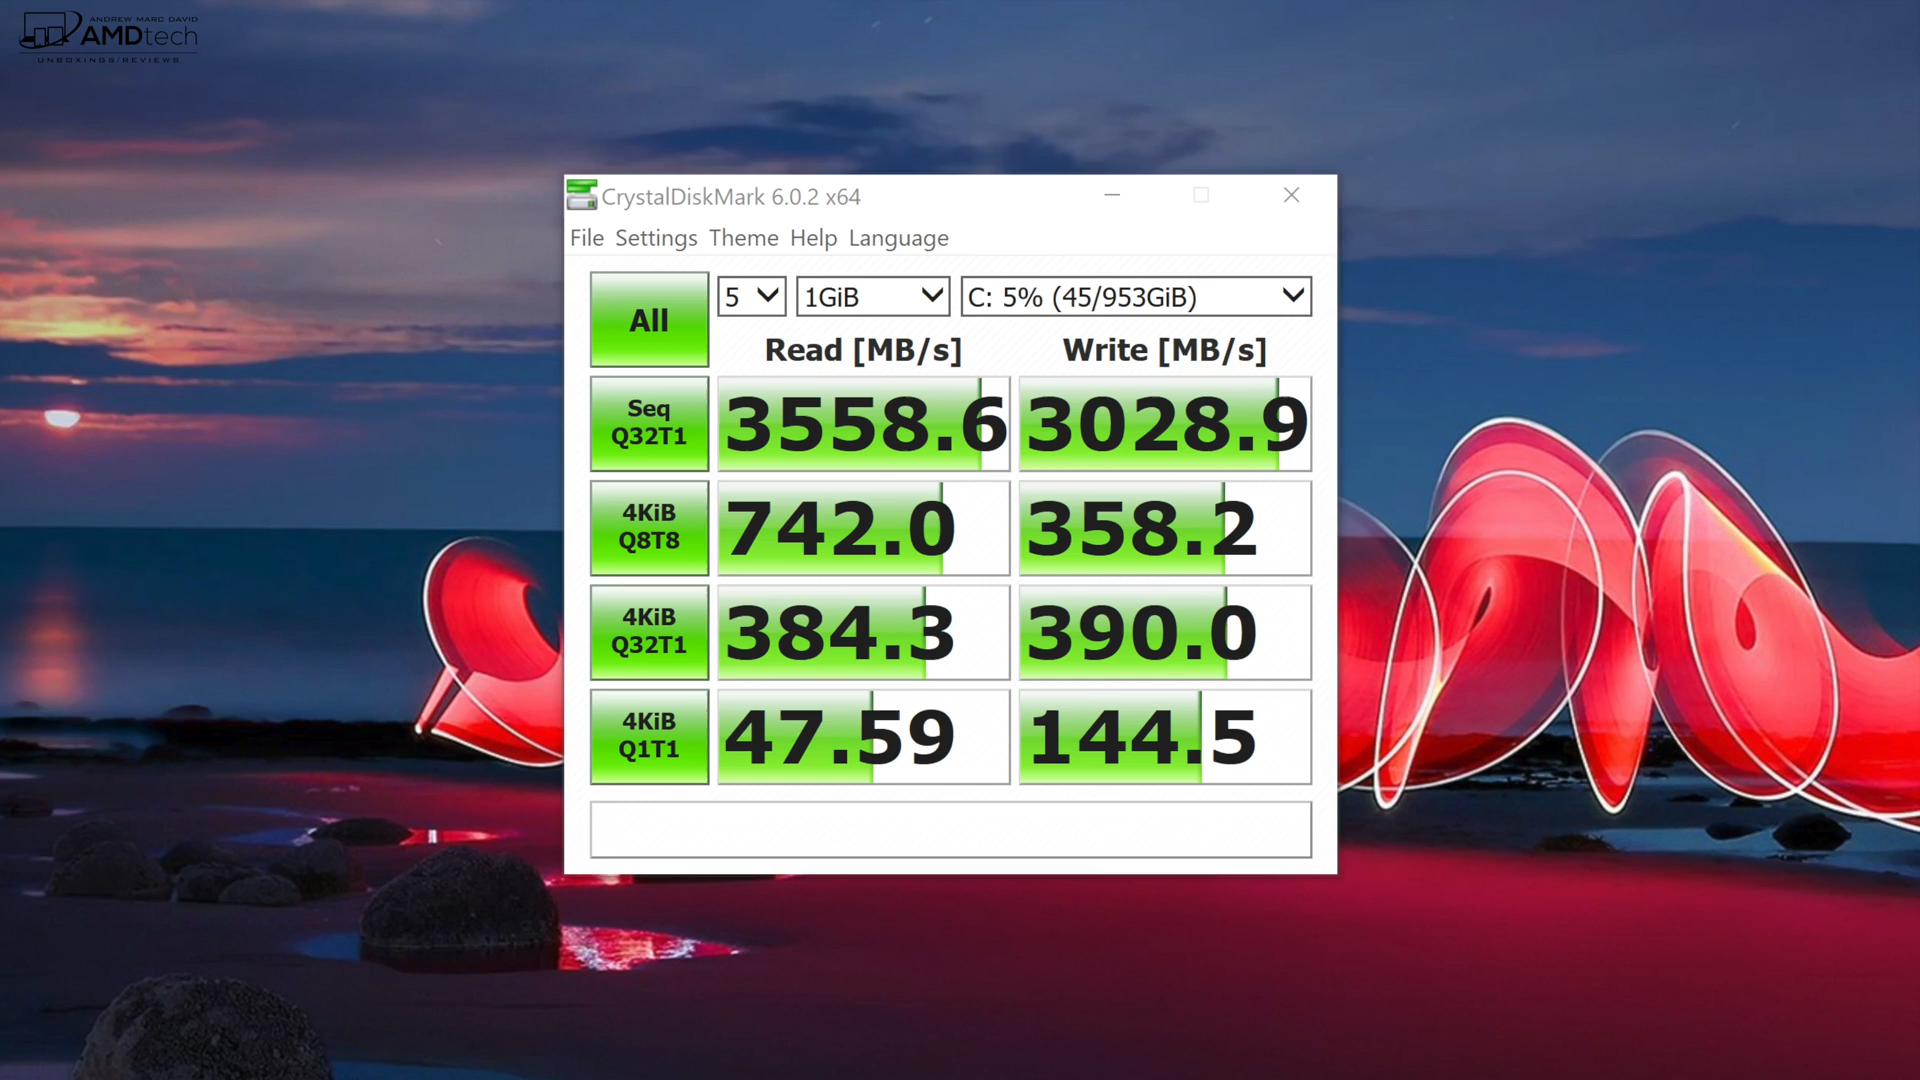 ANDREW MARC DAVID
AMDtech
UNBOXINGS/REVIEWS
CrystalDiskMark 6.0.2 x64
File Settings Theme Help Language
All 5 1GiB C: 5% (45/953GiB)
Read [MB/s] Write [MB/s]
Seq
Q32T1
3558.6 3028.9
4KiB
Q8T8
742.0 358.2
4KiB
Q32T1
384.3 390.0
4KiB
Q1T1
47.59 144.5